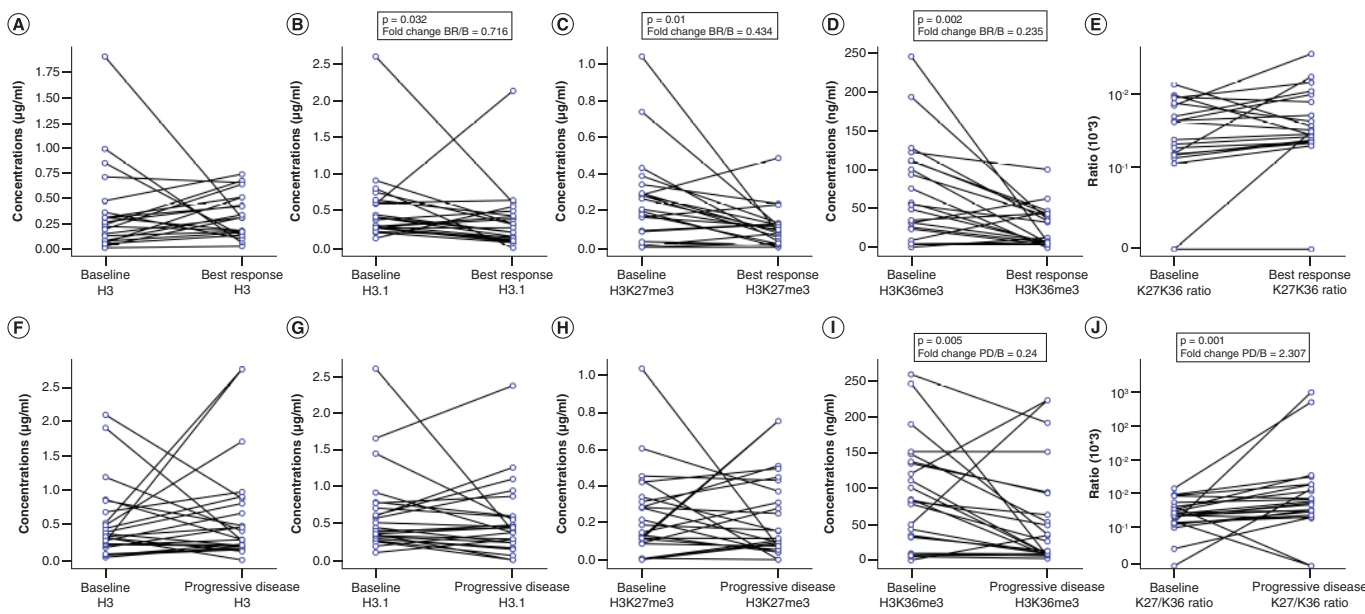 A
Concentrations (µg/ml)
1.75
1.50
1.25
1.00
0.75
0.50
0.25
0.00
Baseline
H3
Best response
H3
B
p = 0.032
Fold change BR/B = 0.716
Concentrations (µg/ml)
2.5
2.0
1.5
1.0
0.5
0.0
Baseline
H3.1
Best response
H3.1
C
p = 0.01
Fold change BR/B = 0.434
Concentrations (µg/ml)
1.0
0.8
0.6
0.4
0.2
0.0
Baseline
H3K27me3
Best response
H3K27me3
D
p = 0.002
Fold change BR/B = 0.235
Concentrations (ng/ml)
250
200
150
100
50
0
Baseline
H3K36me3
Best response
H3K36me3
E
Ratio (10*3)
10-2
10-1
0
Baseline
K27K36 ratio
Best response
K27K36 ratio
F
Concentrations (µg/ml)
2.5
2.0
1.5
1.0
0.5
0.0
Baseline
H3
Progressive disease
H3
G
Concentrations (µg/ml)
2.5
2.0
1.5
1.0
0.5
0.0
Baseline
H3.1
Progressive disease
H3.1
H
Concentrations (µg/ml)
1.0
0.8
0.6
0.4
0.2
0.0
Baseline
H3K27me3
Progressive disease
H3K27me3
I
p = 0.005
Fold change PD/B = 0.24
Concentrations (ng/ml)
250
200
150
100
50
0
Baseline
H3K36me3
Progressive disease
H3K36me3
J
p = 0.001
Fold change PD/B = 2.307
Ratio (10*3)
10³
10²
10-2
10-2
10-1
0
Baseline
K27/K36 ratio
Progressive disease
K27/K36 ratio